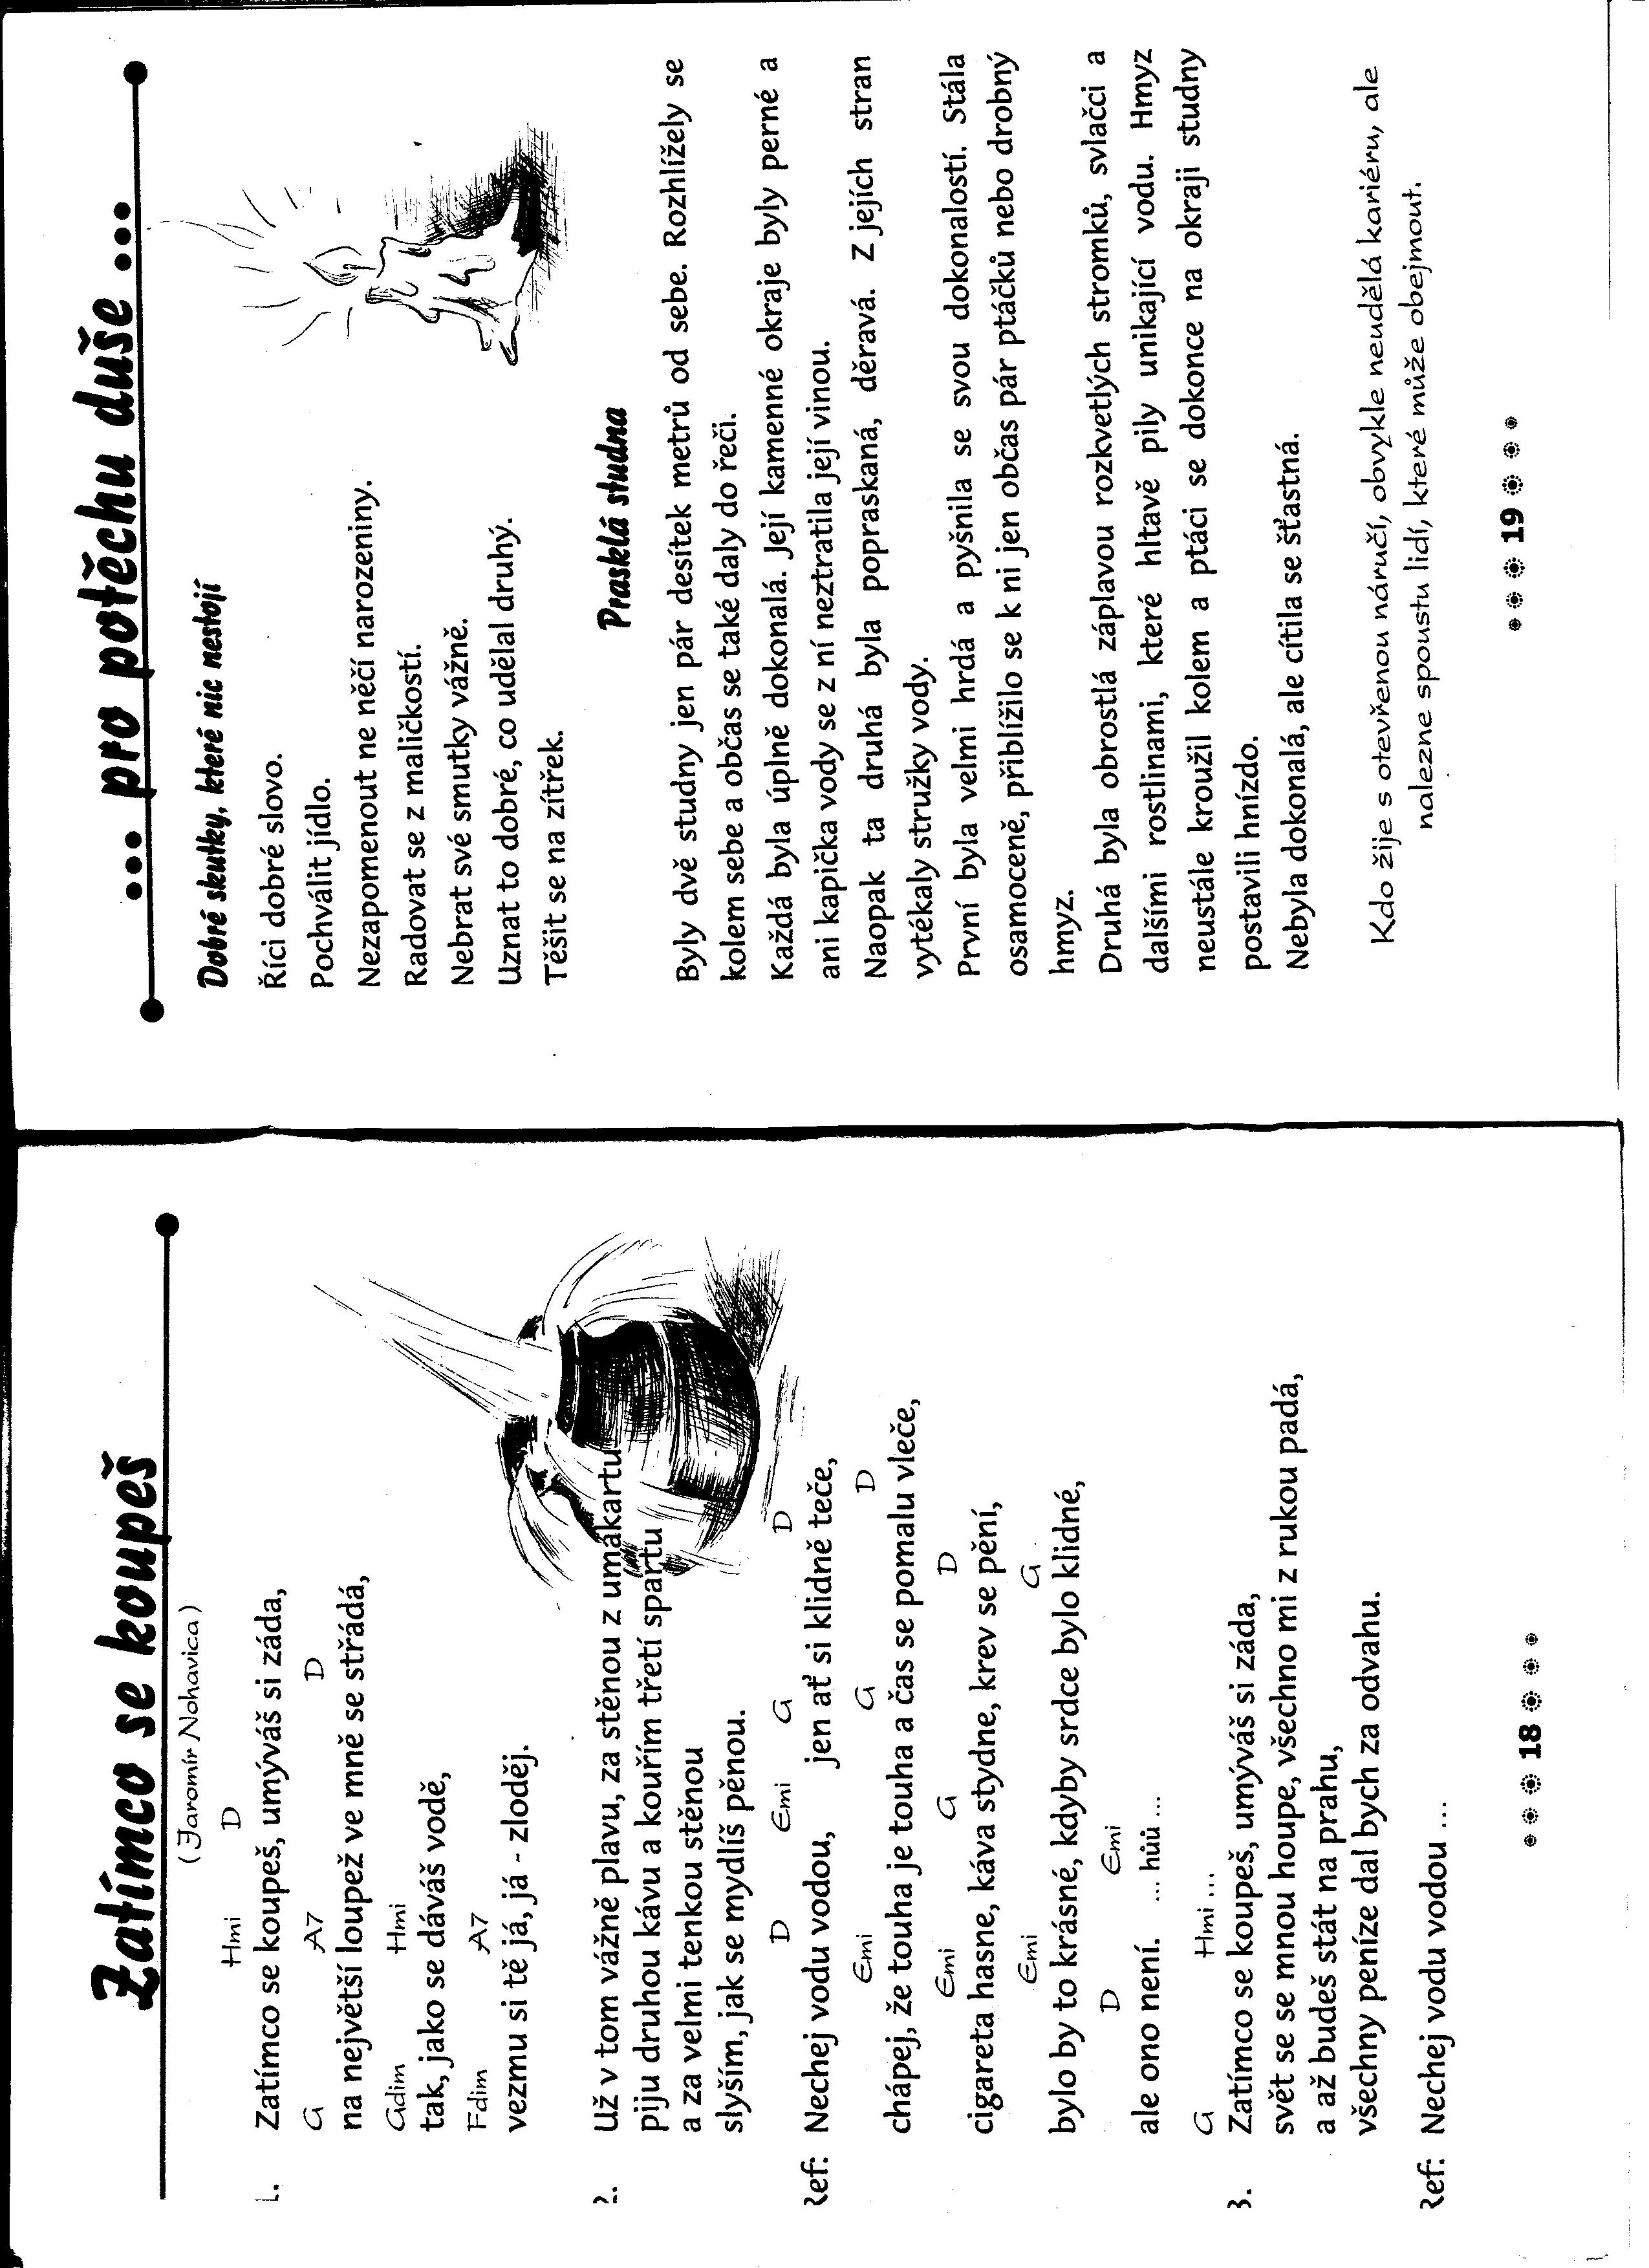 Zatímco se koupeš
(Jaromír Nohavica)
Hmi D
1. Zatímco se koupeš, umýváš si záda,
G A7 D
na největší loupež ve mně se střádá,
Gdim Hmi
tak, jako se dáváš vodě,
Fdim A7
vezmu si tě já, já - zloděj.
2. Už v tom vážně plavu, za stěnou z umakartu
piju druhou kávu a kouřím třetí spartu
a za velmi tenkou stěnou
slyším, jak se mydlíš pěnou.
D Emi G D
Ref: Nechej vodu vodou, jen ať si klidně teče,
Emi G D
chápej, že touha je touha a čas se pomalu vleče,
Emi G D
cigareta hasne, káva stydne, krev se pění,
Emi G
bylo by to krásné, kdyby srdce bylo klidné,
D Emi
ale ono není. ... hůů ...
G Hmi ...
3. Zatímco se koupeš, umýváš si záda,
svět se se mnou houpe, všechno mi z rukou padá,
a až budeš stát na prahu,
všechny peníze dal bych za odvahu.
Ref: Nechej vodu vodou ...
18
... pro potěchu duše ...
Dobré skutky, které nic nestojí
Říci dobré slovo.
Pochválit jídlo.
Nezapomenout ne něčí narozeniny.
Radovat se z maličkostí.
Nebrat své smutky vážně.
Uznat to dobré, co udělal druhý.
Těšit se na zítřek.
Prasklá studna
Byly dvě studny jen pár desítek metrů od sebe. Rozhlížely se
kolem sebe a občas se také daly do řeči.
Každá byla úplně dokonalá. Její kamenné okraje byly perné a
ani kapička vody se z ní neztratila její vinou.
Naopak ta druhá byla popraskaná, děravá. Z jejích stran
vytékaly stružky vody.
První byla velmi hrdá a pyšnila se svou dokonalostí. Stála
osamoceně, přiblížilo se k ni jen občas pár ptáčků nebo drobný
hmyz.
Druhá byla obrostlá záplavou rozkvetlých stromků, svlačci a
dalšími rostlinami, které hltavě pily unikající vodu. Hmyz
neustále kroužil kolem a ptáci se dokonce na okraji studny
postavili hnízdo.
Nebyla dokonalá, ale cítila se šťastná.
Kdo žije s otevřenou náručí, obvykle neudělá kariéru, ale
nalezne spoustu lidí, které může obejmout.
19